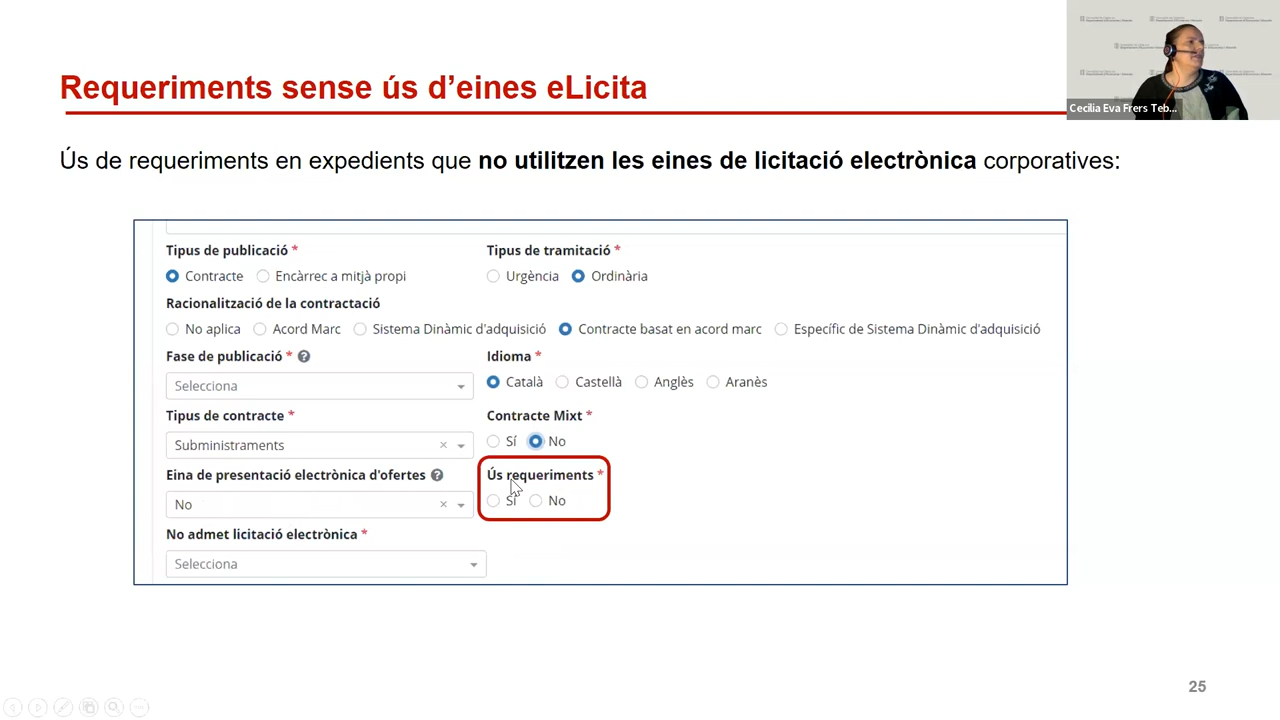 Cecília Eva Frers Teb...
Requeriments sense ús d’eines eLicita
Ús de requeriments en expedients que no utilitzen les eines de licitació electrònica corporatives:
Tipus de publicació * Tipus de tramitació *
Contracte Encàrrec a mitjà propi Urgència Ordinària
Racionalització de la contractació
No aplica Acord Marc Sistema Dinàmic d'adquisició Contracte basat en acord marc Específic de Sistema Dinàmic d'adquisició
Fase de publicació * Idioma *
Selecciona Català Castellà Anglès Aranès
Tipus de contracte * Contracte Mixt *
Subministraments Sí No
Eina de presentació electrònica d'ofertes Ús requeriments *
No Sí No
No admet licitació electrònica *
Selecciona
25